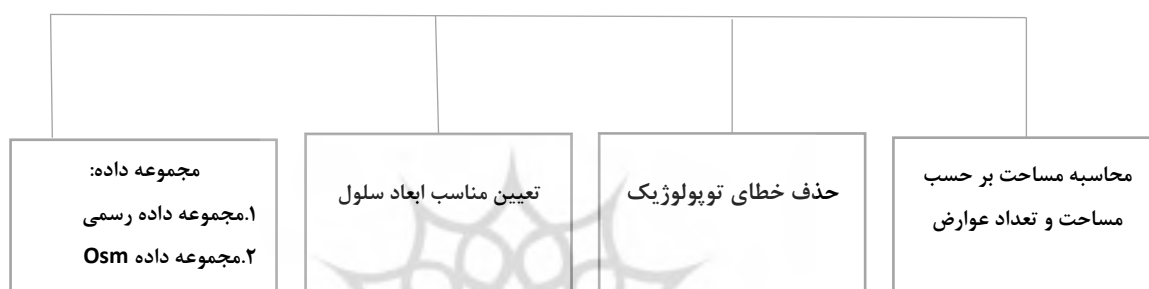 محاسبه مساحت بر حسب
مساحت و تعداد عوارض
حذف خطای توپولوژیک
تعیین مناسب ابعاد سلول
مجموعه داده:
۱.مجموعه داده رسمی
۲.مجموعه داده Osm